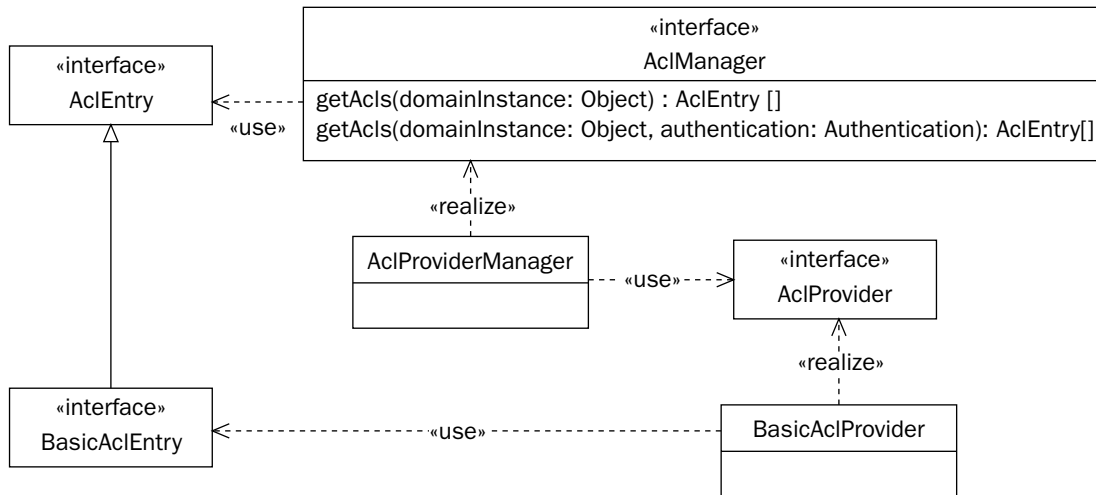 «interface»
AclManager
«interface»
AclEntry
getAcls(domainInstance: Object) : AclEntry []
«use»
getAcls(domainInstance: Object, authentication: Authentication): AclEntry[]
«realize»
AclProviderManager
«use»
«interface»
AclProvider
«realize»
«interface»
BasicAclEntry
«use»
BasicAclProvider